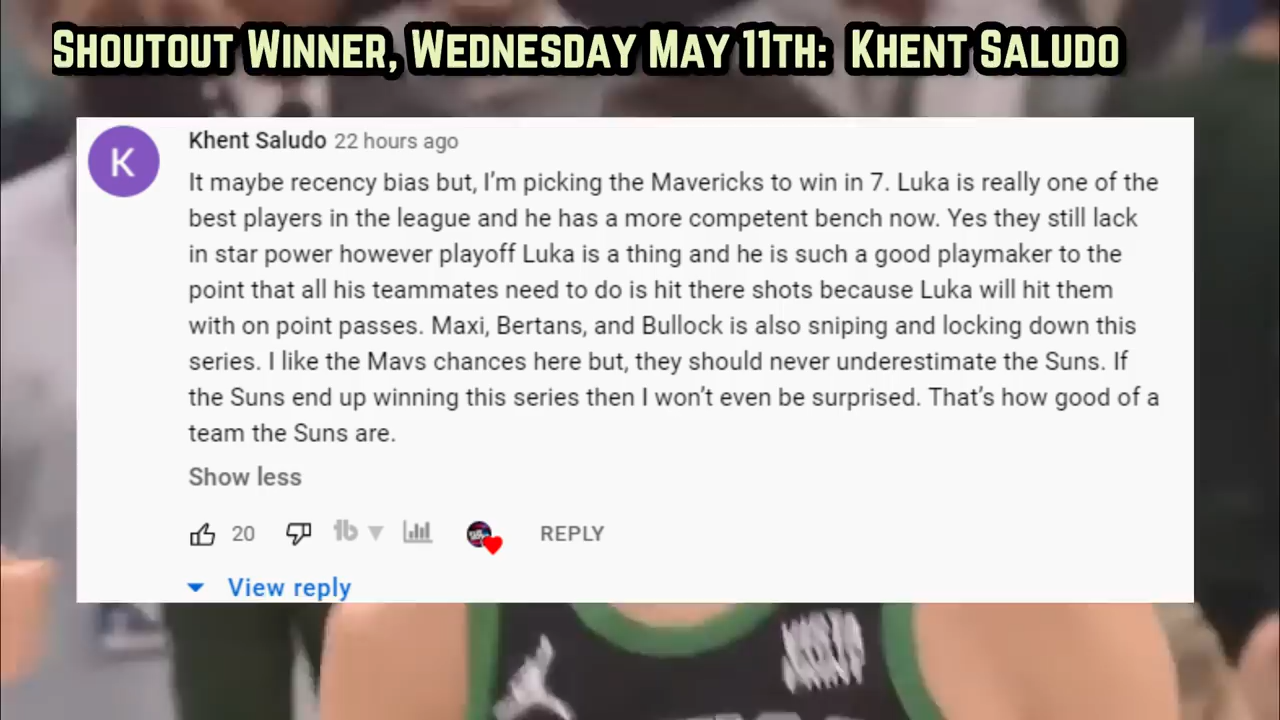 Shoutout Winner, Wednesday May 11th: Khent Saludo
K
Khent Saludo 22 hours ago
It maybe recency bias but, I’m picking the Mavericks to win in 7. Luka is really one of the
best players in the league and he has a more competent bench now. Yes they still lack
in star power however playoff Luka is a thing and he is such a good playmaker to the
point that all his teammates need to do is hit there shots because Luka will hit them
with on point passes. Maxi, Bertans, and Bullock is also sniping and locking down this
series. I like the Mavs chances here but, they should never underestimate the Suns. If
the Suns end up winning this series then I won’t even be surprised. That’s how good of a
team the Suns are.
Show less
20 tb REPLY
View reply